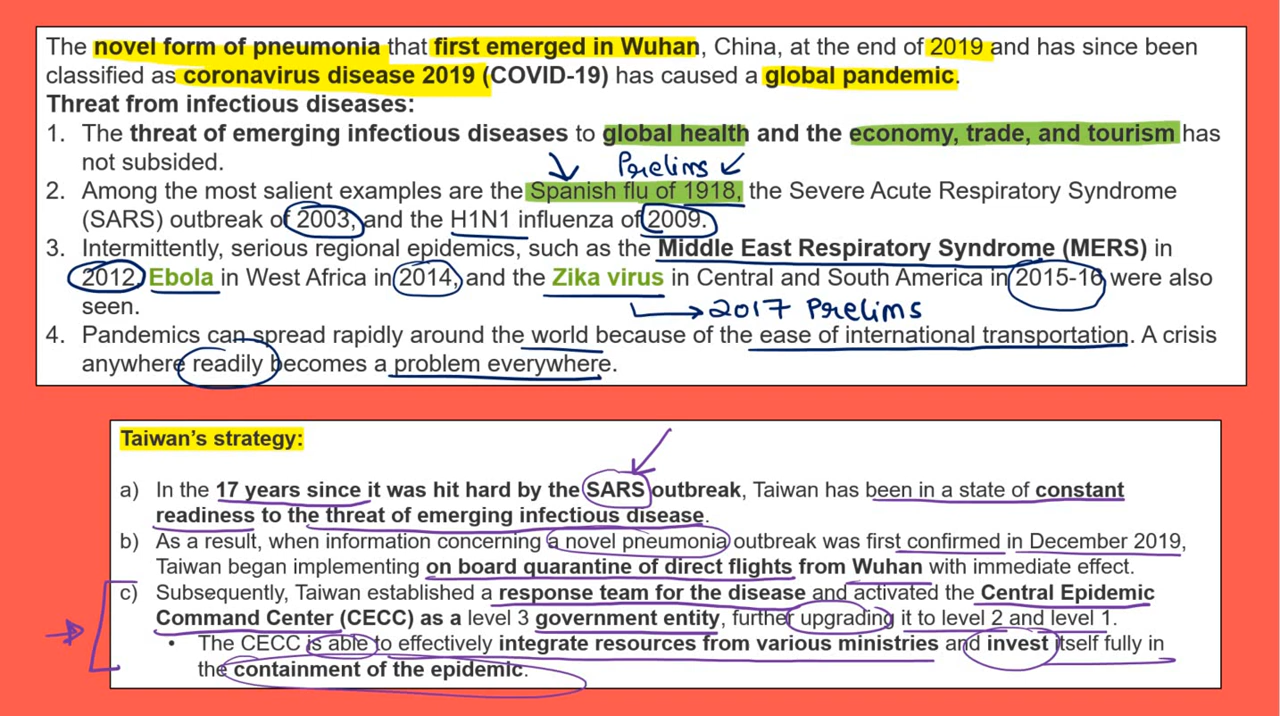 The novel form of pneumonia that first emerged in Wuhan, China, at the end of 2019 and has since been
classified as coronavirus disease 2019 (COVID-19) has caused a global pandemic.
Threat from infectious diseases:
1. The threat of emerging infectious diseases to global health and the economy, trade, and tourism has
not subsided.
Prelims
2. Among the most salient examples are the Spanish flu of 1918, the Severe Acute Respiratory Syndrome
(SARS) outbreak of 2003, and the H1N1 influenza of 2009.
3. Intermittently, serious regional epidemics, such as the Middle East Respiratory Syndrome (MERS) in
2012, Ebola in West Africa in 2014, and the Zika virus in Central and South America in 2015-16 were also
seen.
2017 Prelims
4. Pandemics can spread rapidly around the world because of the ease of international transportation. A crisis
anywhere readily becomes a problem everywhere.
Taiwan's strategy:
a) In the 17 years since it was hit hard by the SARS outbreak, Taiwan has been in a state of constant
readiness to the threat of emerging infectious disease.
b) As a result, when information concerning a novel pneumonia outbreak was first confirmed in December 2019,
Taiwan began implementing on board quarantine of direct flights from Wuhan with immediate effect.
c) Subsequently, Taiwan established a response team for the disease and activated the Central Epidemic
Command Center (CECC) as a level 3 government entity, further upgrading it to level 2 and level 1.
• The CECC is able to effectively integrate resources from various ministries and invest itself fully in
the containment of the epidemic.